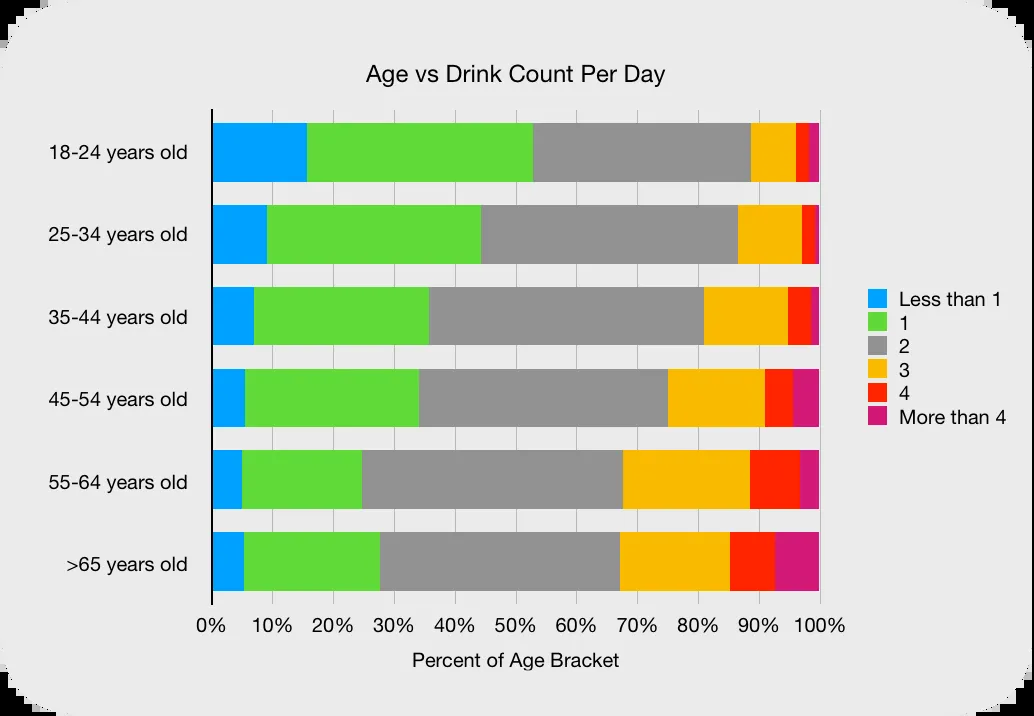 Age vs Drink Count Per Day
18-24 years old
25-34 years old
35-44 years old
45-54 years old
55-64 years old
>65 years old
0% 10% 20% 30% 40% 50% 60% 70% 80% 90% 100%
Percent of Age Bracket
Less than 1
1
2
3
4
More than 4